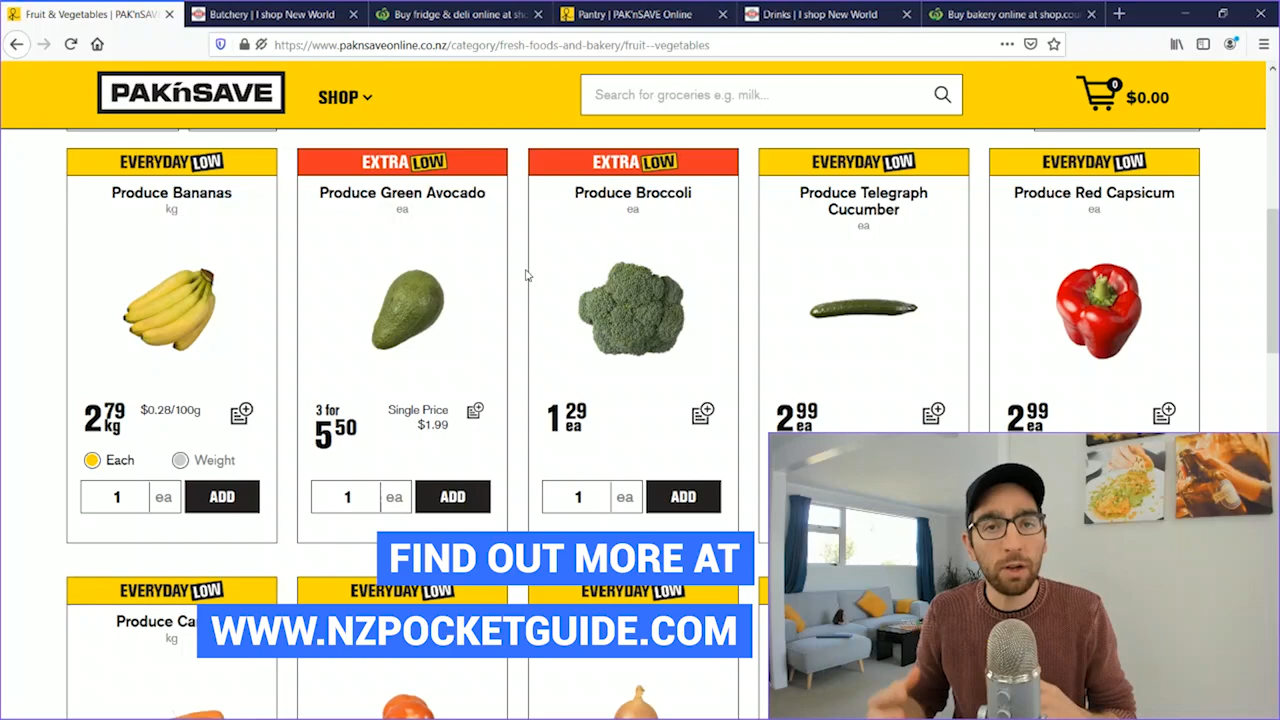 Fruit & Vegetables | PAK'nSAV
Butchery | I shop New World
Buy fridge & deli online at sh
Pantry | PAK'nSAVE Online
Drinks | I shop New World
Buy bakery online at shop.cou
https://www.paknsaveonline.co.nz/category/fresh-foods-and-bakery/fruit--vegetables
PAK'nSAVE
SHOP
Search for groceries e.g. milk...
0
$0.00
EVERYDAY LOW
EXTRA LOW
EXTRA LOW
EVERYDAY LOW
EVERYDAY LOW
Produce Bananas
kg
Produce Green Avocado
ea
Produce Broccoli
ea
Produce Telegraph
Cucumber
ea
Produce Red Capsicum
ea
2 79 kg
$0.28/100g
3 for
5 50
Single Price
$1.99
1 29 ea
2 99 ea
2 99 ea
Each
Weight
1 ea ADD
1 ea ADD
1 ea ADD
FIND OUT MORE AT
EVERYDAY LOW
EVERYDAY LOW
EVERYDAY LOW
Produce Ca
kg
WWW.NZPOCKETGUIDE.COM